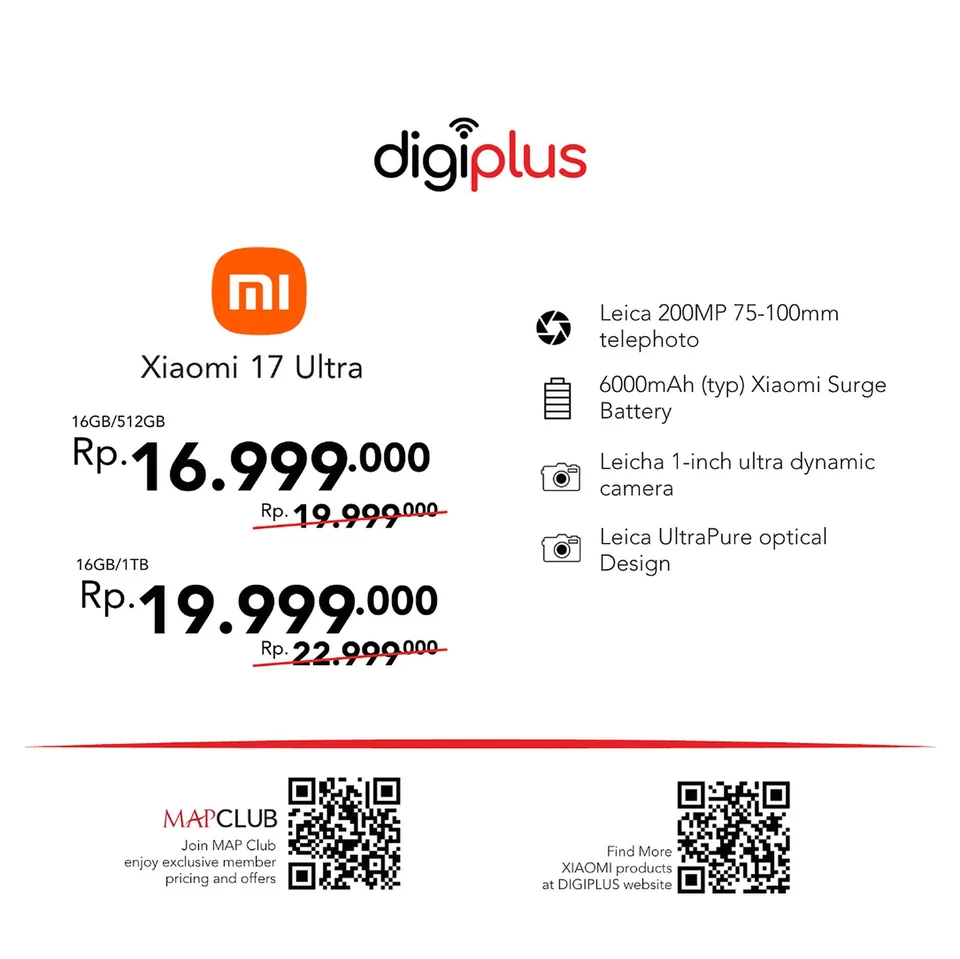 digiplus
mi
Xiaomi 17 Ultra
16GB/512GB
Rp.16.999.000
Rp. 19.999.000
16GB/1TB
Rp.19.999.000
Rp. 22.999.000
Leica 200MP 75-100mm
telephoto
6000mAh (typ) Xiaomi Surge
Battery
Leicha 1-inch ultra dynamic
camera
Leica UltraPure optical
Design
MAPCLUB
Join MAP Club
enjoy exclusive member
pricing and offers
Find More
XIAOMI products
at DIGIPLUS website